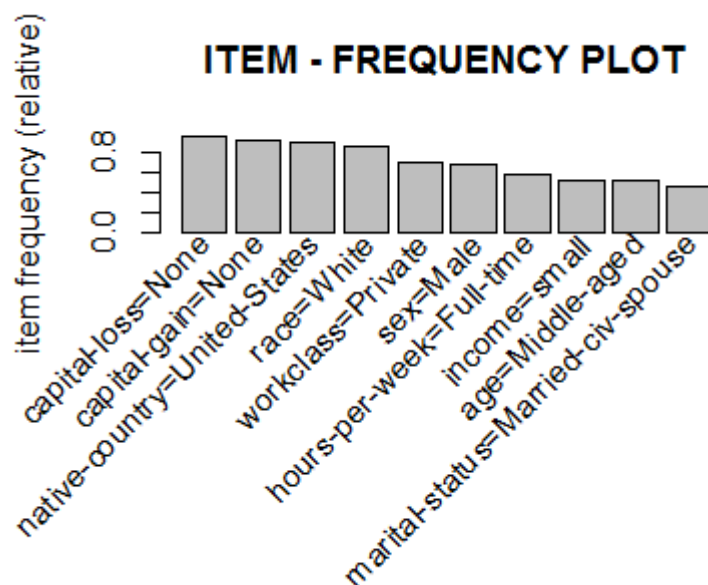 ITEM - FREQUENCY PLOT
item frequency (relative)
0.8
0.0
capital-loss=None
capital-gain=None
native-country=United-States
race=White
workclass=Private
sex=Male
hours-per-week=Full-time
income=small
age=Middle-aged
marital-status=Married-civ-spouse